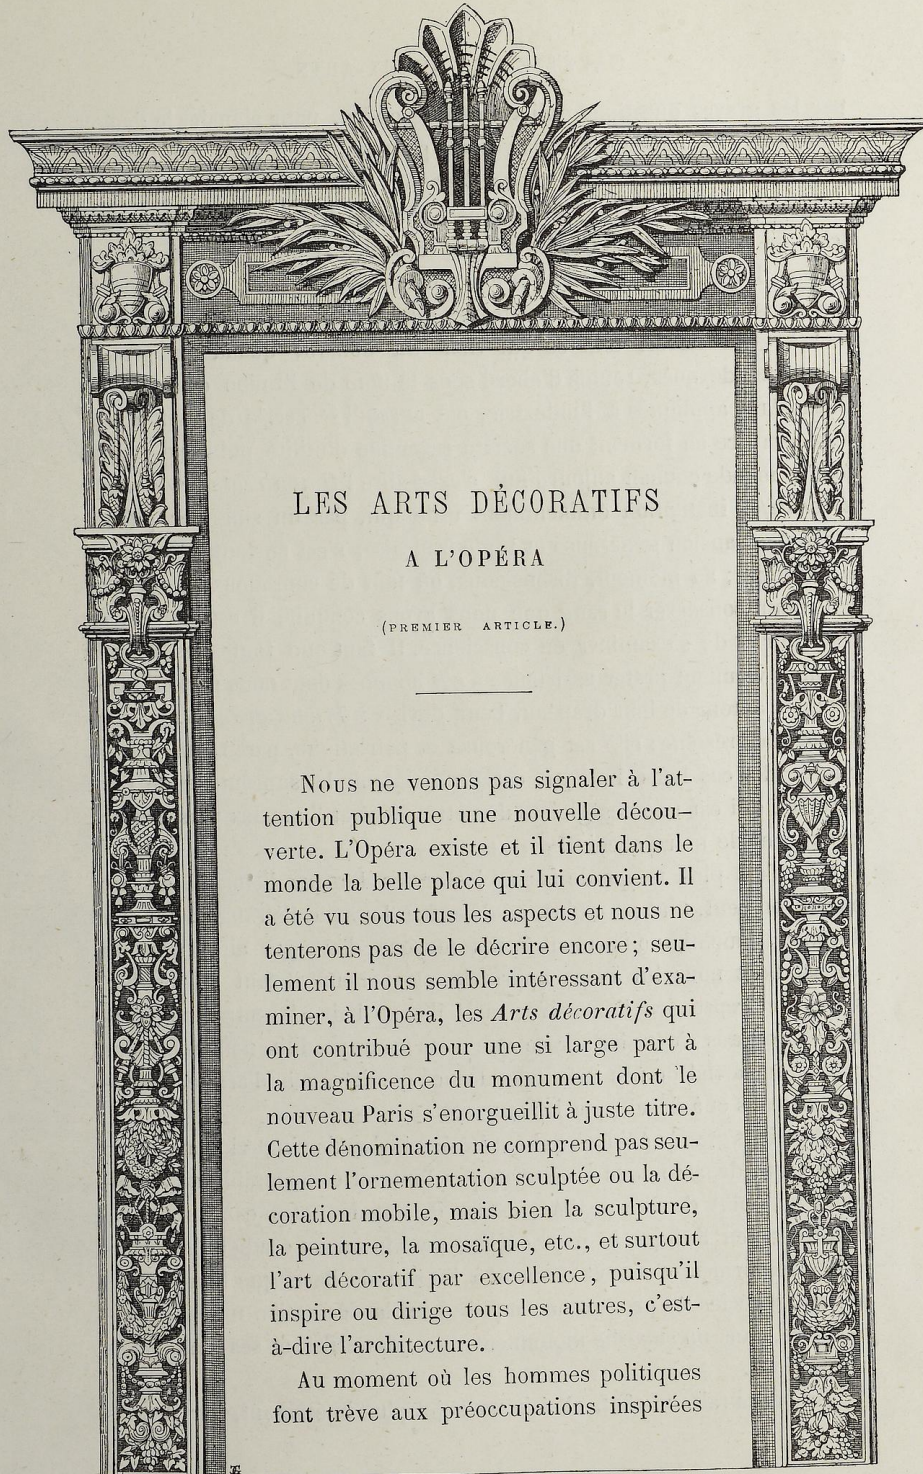 LES ARTS DÉCORATIFS
A L'OPÉRA
(PREMIER ARTICLE.)
Nous ne venons pas signaler à l'at-
tention publique une nouvelle décou-
verte. L'Opéra existe et il tient dans le
monde la belle place qui lui convient. Il
a été vu sous tous les aspects et nous ne
tenterons pas de le décrire encore; seu-
lement il nous semble intéressant d'exa-
miner, à l'Opéra, les Arts décoratifs qui
ont contribué pour une si large part à
la magnificence du monument dont le
nouveau Paris s'enorgueillit à juste titre.
Cette dénomination ne comprend pas seu-
lement l'ornementation sculptée ou la dé-
coration mobile, mais bien la sculpture,
la peinture, la mosaïque, etc., et surtout
l'art décoratif par excellence, puisqu'il
inspire ou dirige tous les autres, c'est-
à-dire l'architecture.
Au moment où les hommes politiques
font trève aux préoccupations inspirées